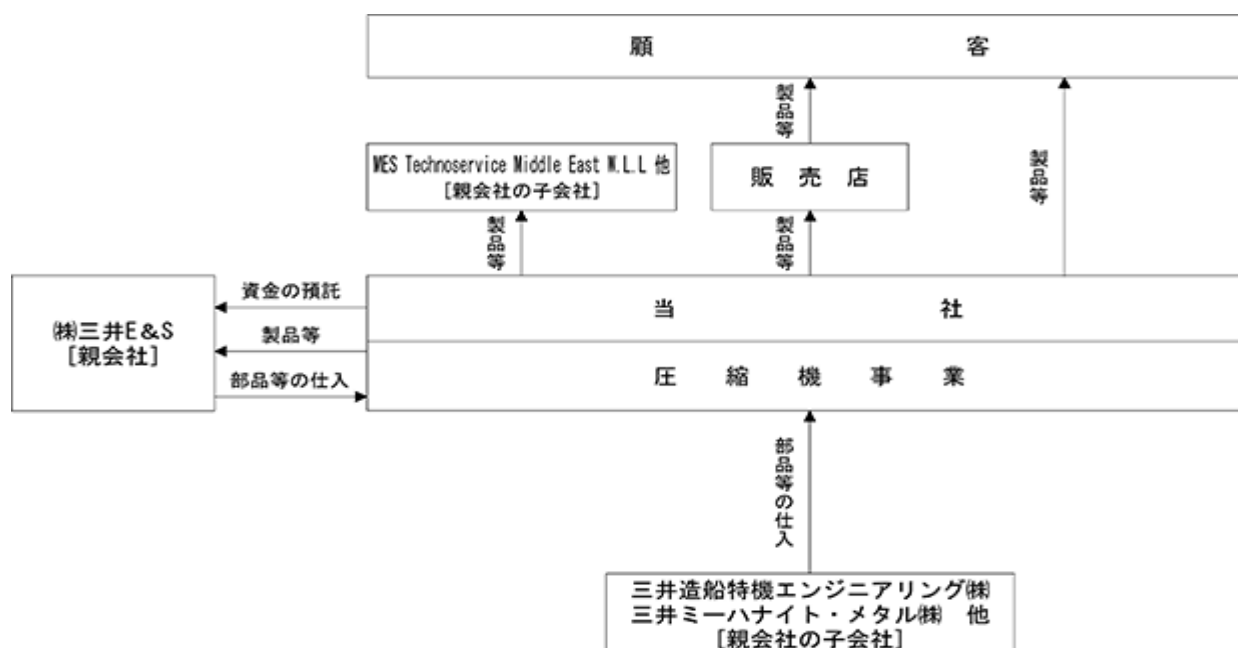 顧客
製品等
MES Technoservice Middle East W.L.L 他
[親会社の子会社]
販売店
製品等
製品等
製品等
㈱三井E&S
[親会社]
資金の預託
製品等
部品等の仕入
当社
圧縮機事業
部品等の仕入
三井造船特機エンジニアリング㈱
三井ミーハナイト・メタル㈱ 他
[親会社の子会社]